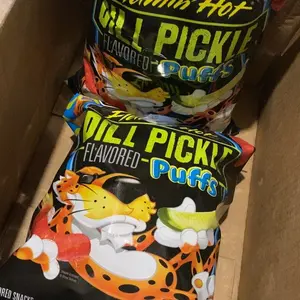 Flamin' Hot
DILL PICKLE
FLAVORED
Puffs
DILL PICKLE
FLAVORED
Puffs